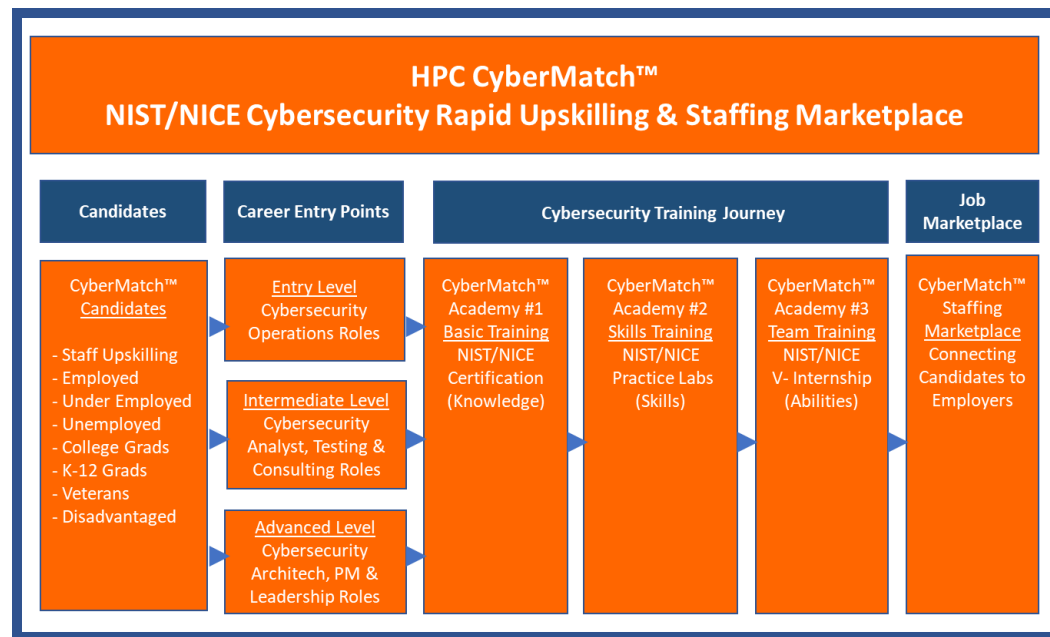 HPC CyberMatch™
NIST/NICE Cybersecurity Rapid Upskilling & Staffing Marketplace
Candidates
Career Entry Points
Cybersecurity Training Journey
Job
Marketplace
CyberMatch™
Candidates
- Staff Upskilling
- Employed
- Under Employed
- Unemployed
- College Grads
- K-12 Grads
- Veterans
- Disadvantaged
Entry Level
Cybersecurity
Operations Roles
Intermediate Level
Cybersecurity
Analyst, Testing &
Consulting Roles
Advanced Level
Cybersecurity
Architech, PM &
Leadership Roles
CyberMatch™
Academy #1
Basic Training
NIST/NICE
Certification
(Knowledge)
CyberMatch™
Academy #2
Skills Training
NIST/NICE
Practice Labs
(Skills)
CyberMatch™
Academy #3
Team Training
NIST/NICE
V- Internship
(Abilities)
CyberMatch™
Staffing
Marketplace
Connecting
Candidates to
Employers